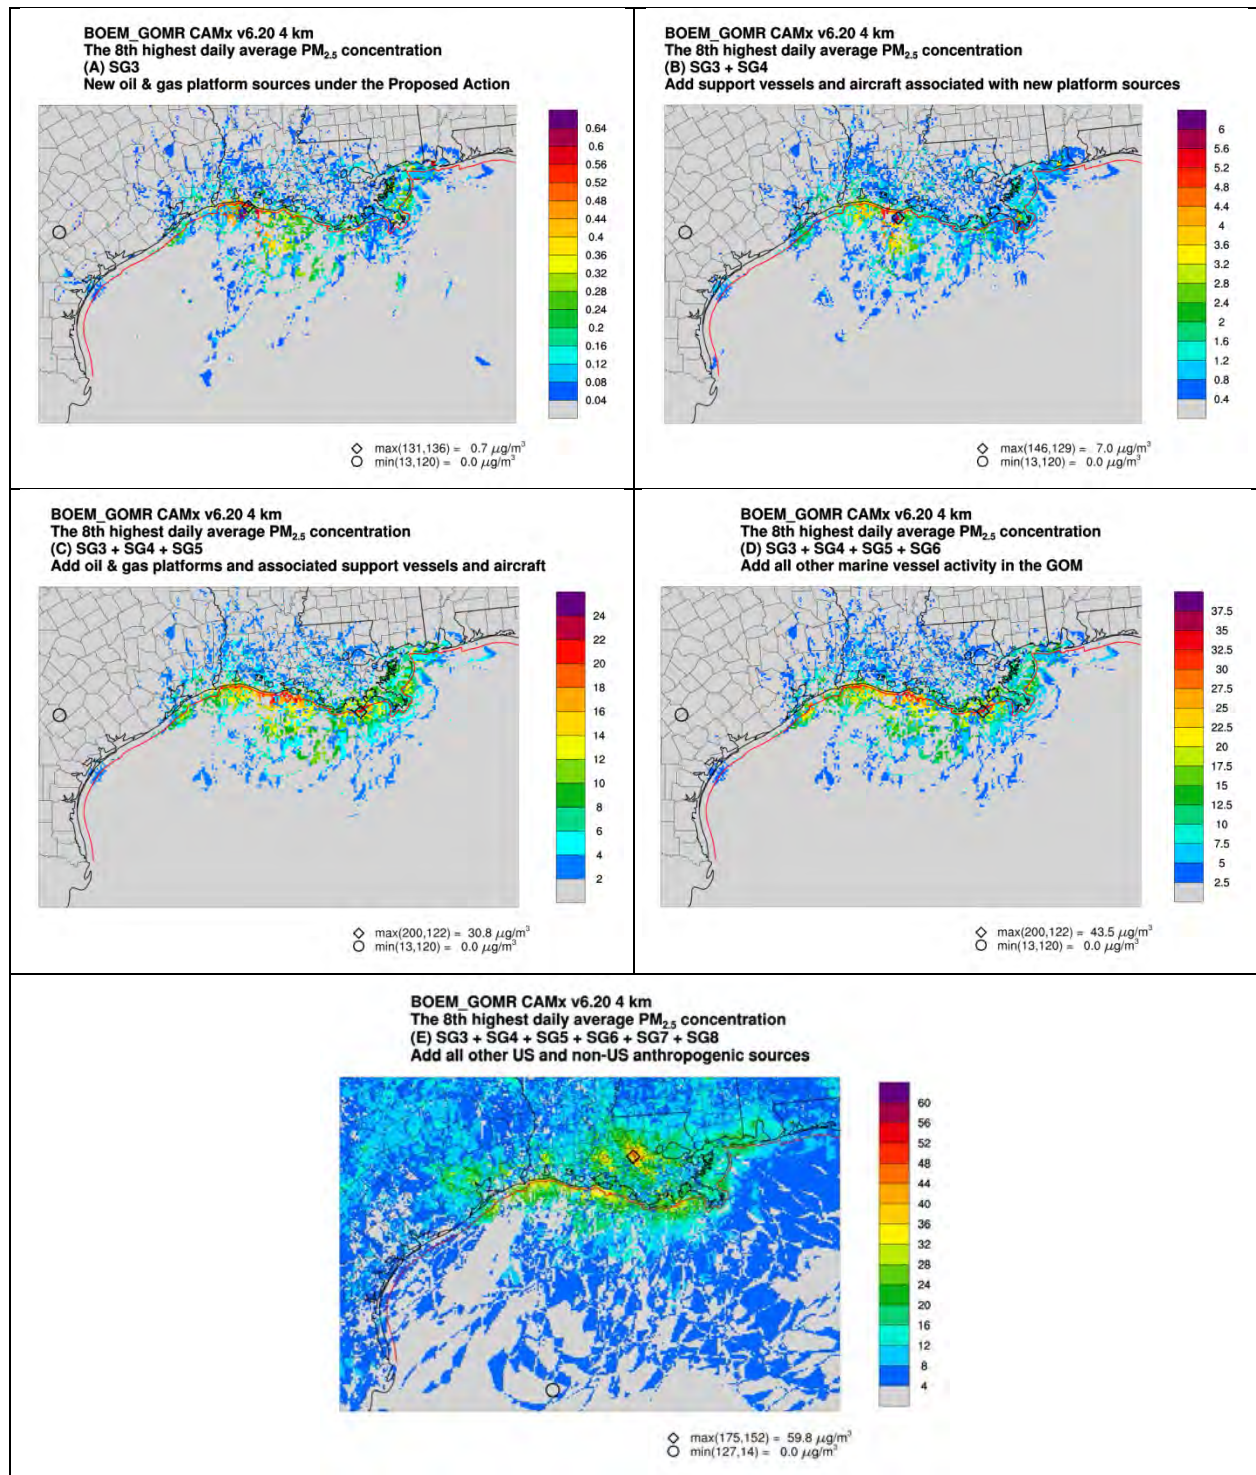 BOEM_GOMR CAMx v6.20 4 km
The 8th highest daily average PM2.5 concentration
(A) SG3
New oil & gas platform sources under the Proposed Action
0.64
0.6
0.56
0.52
0.48
0.44
0.4
0.36
0.32
0.28
0.24
0.2
0.16
0.12
0.08
0.04
max(131,136) = 0.7 μg/m³
min(13,120) = 0.0 μg/m³
BOEM_GOMR CAMx v6.20 4 km
The 8th highest daily average PM2.5 concentration
(B) SG3 + SG4
Add support vessels and aircraft associated with new platform sources
6
5.6
5.2
4.8
4.4
4
3.6
3.2
2.8
2.4
2
1.6
1.2
0.8
0.4
max(146,129) = 7.0 μg/m³
min(13,120) = 0.0 μg/m³
BOEM_GOMR CAMx v6.20 4 km
The 8th highest daily average PM2.5 concentration
(C) SG3 + SG4 + SG5
Add oil & gas platforms and associated support vessels and aircraft
24
22
20
18
16
14
12
10
8
6
4
2
max(200,122) = 30.8 μg/m³
min(13,120) = 0.0 μg/m³
BOEM_GOMR CAMx v6.20 4 km
The 8th highest daily average PM2.5 concentration
(D) SG3 + SG4 + SG5 + SG6
Add all other marine vessel activity in the GOM
37.5
35
32.5
30
27.5
25
22.5
20
17.5
15
12.5
10
7.5
5
2.5
max(200,122) = 43.5 μg/m³
min(13,120) = 0.0 μg/m³
BOEM_GOMR CAMx v6.20 4 km
The 8th highest daily average PM2.5 concentration
(E) SG3 + SG4 + SG5 + SG6 + SG7 + SG8
Add all other US and non-US anthropogenic sources
60
56
52
48
44
40
36
32
28
24
20
16
12
8
4
max(175,152) = 59.8 μg/m³
min(127,14) = 0.0 μg/m³